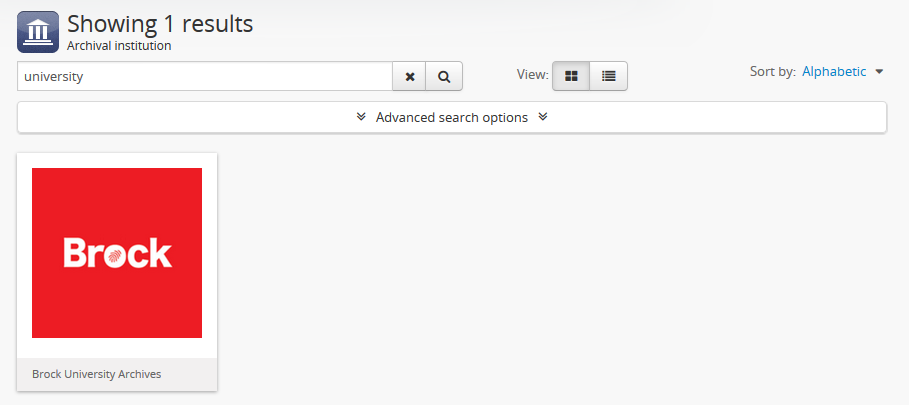 Showing 1 results
Archival institution
university
View:
Sort by: Alphabetic
Advanced search options
Brock
Brock University Archives